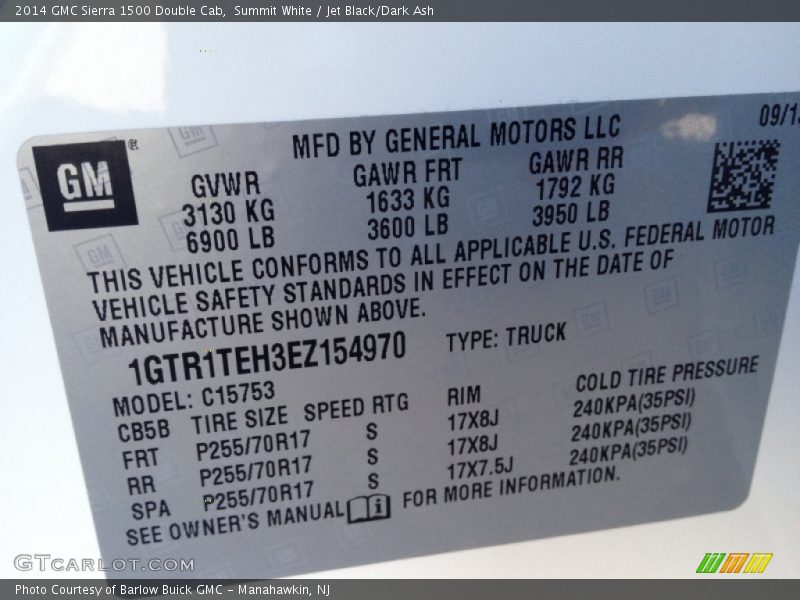 2014 GMC Sierra 1500 Double Cab, Summit White / Jet Black/Dark Ash
GM®
MFD BY GENERAL MOTORS LLC
09/13
GVWR GAWR FRT GAWR RR
3130 KG 1633 KG 1792 KG
6900 LB 3600 LB 3950 LB
THIS VEHICLE CONFORMS TO ALL APPLICABLE U.S. FEDERAL MOTOR
VEHICLE SAFETY STANDARDS IN EFFECT ON THE DATE OF
MANUFACTURE SHOWN ABOVE.
1GTR1TEH3EZ154970 TYPE: TRUCK
MODEL: C15753
CB5B TIRE SIZE SPEED RTG RIM COLD TIRE PRESSURE
FRT P255/70R17 S 17X8J 240KPA(35PSI)
RR P255/70R17 S 17X8J 240KPA(35PSI)
SPA P255/70R17 S 17X7.5J 240KPA(35PSI)
SEE OWNER'S MANUAL i FOR MORE INFORMATION.
GTCARLOT.COM
Photo Courtesy of Barlow Buick GMC - Manahawkin, NJ